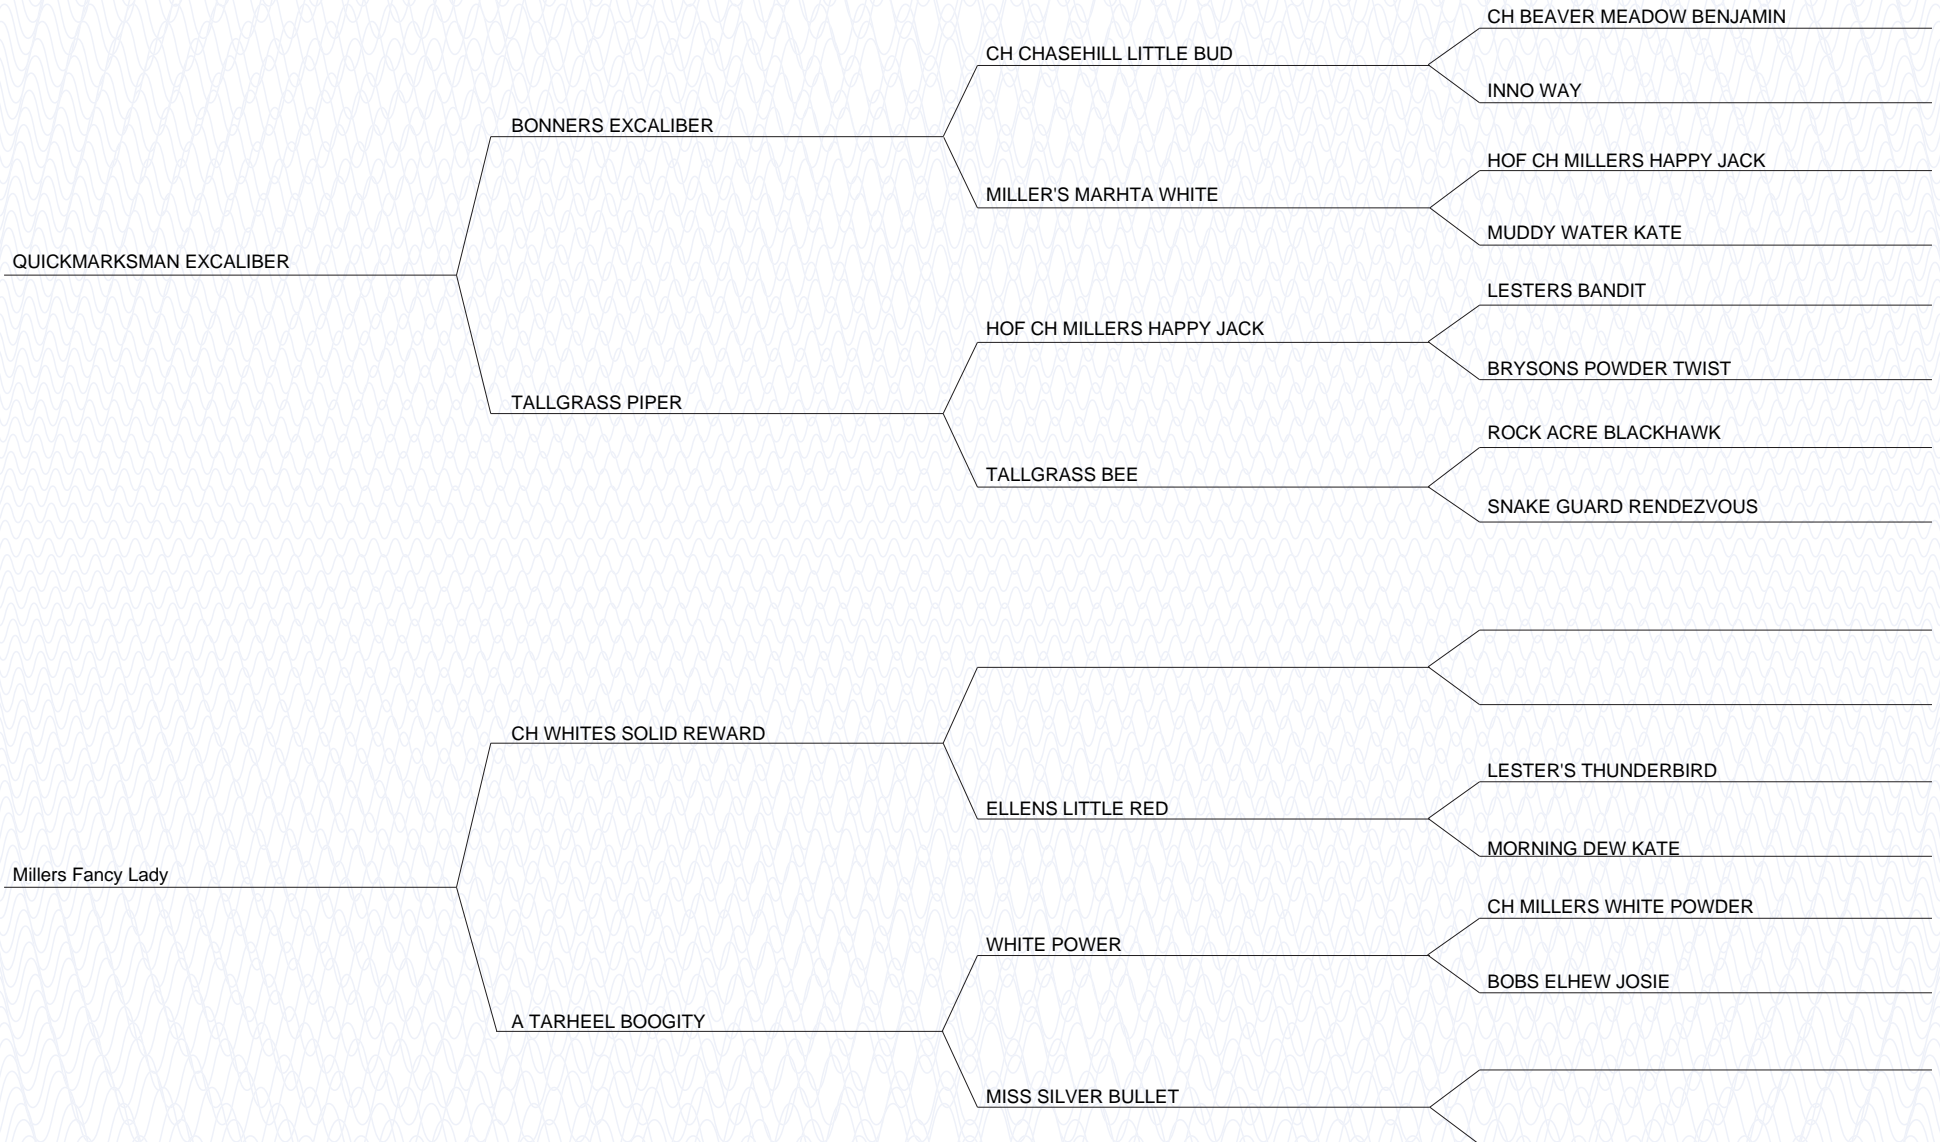 CH BEAVER MEADOW BENJAMIN
CH CHASEHILL LITTLE BUD
INNO WAY
BONNERS EXCALIBER
HOF CH MILLERS HAPPY JACK
MILLER'S MARHTA WHITE
MUDDY WATER KATE
QUICKMARKSMAN EXCALIBER
LESTERS BANDIT
HOF CH MILLERS HAPPY JACK
BRYSONS POWDER TWIST
TALLGRASS PIPER
ROCK ACRE BLACKHAWK
TALLGRASS BEE
SNAKE GUARD RENDEZVOUS
CH WHITES SOLID REWARD
LESTER'S THUNDERBIRD
ELLENS LITTLE RED
MORNING DEW KATE
Millers Fancy Lady
CH MILLERS WHITE POWDER
WHITE POWER
BOBS ELHEW JOSIE
A TARHEEL BOOGITY
MISS SILVER BULLET